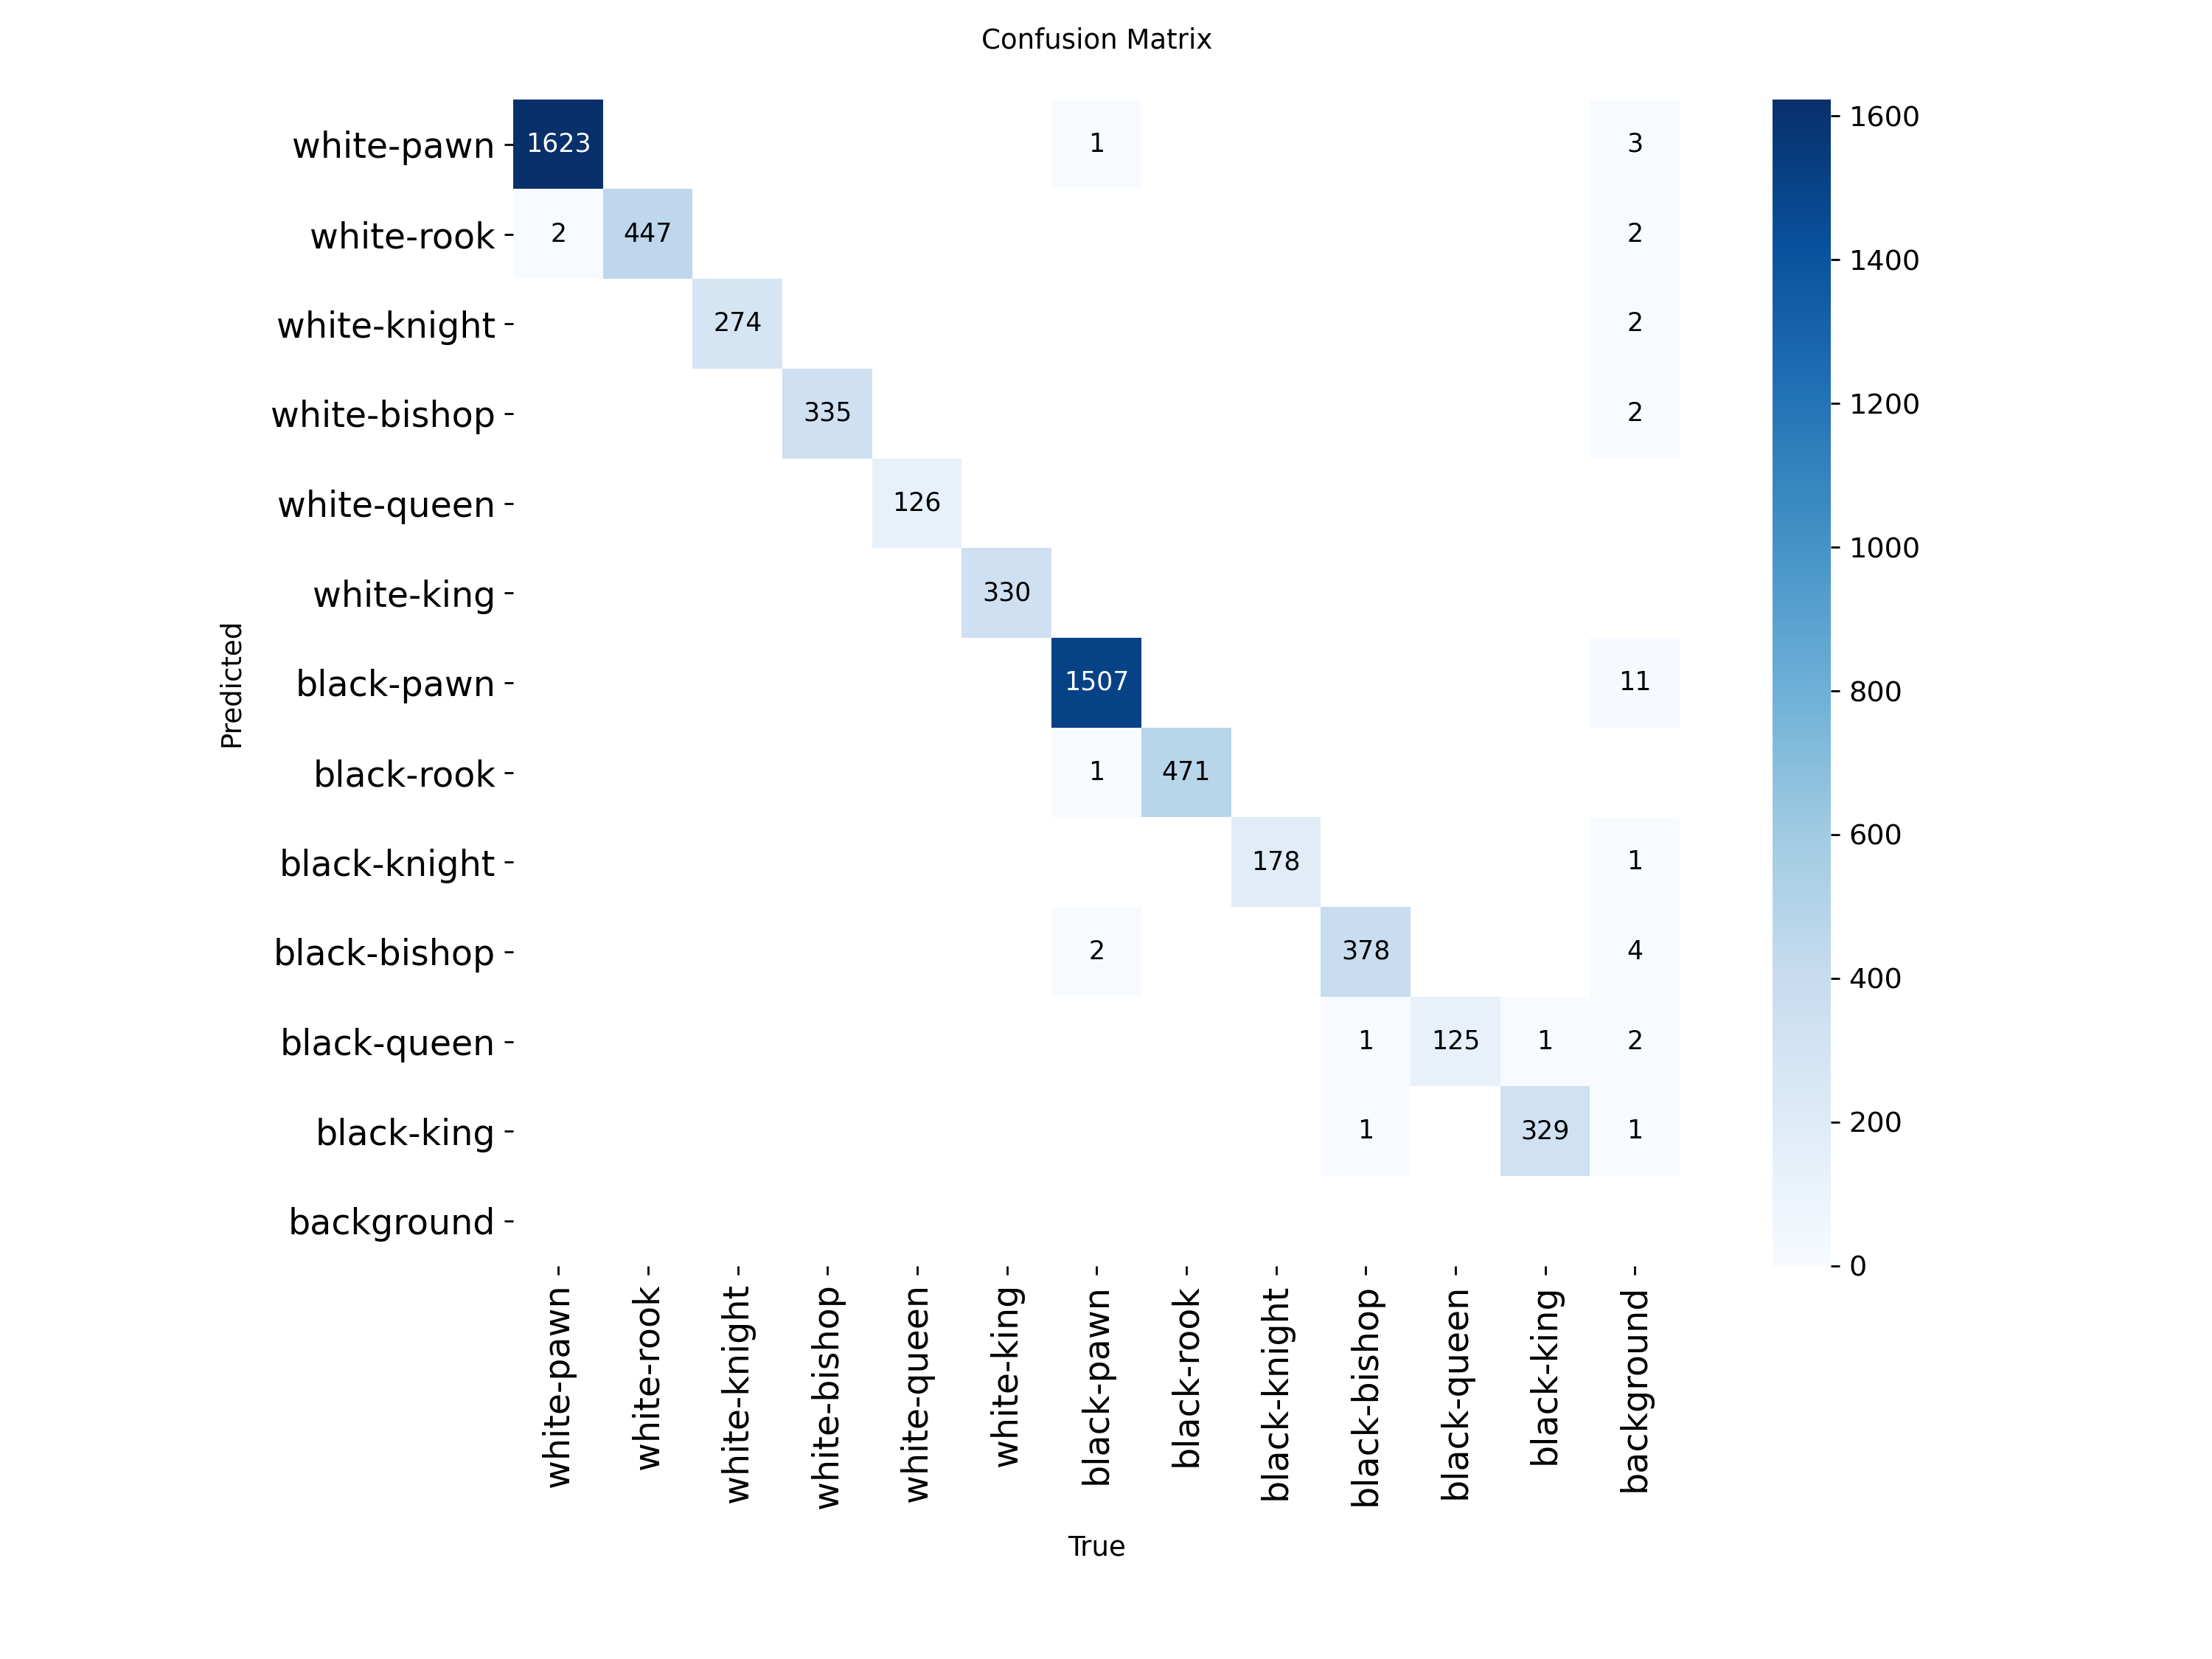 Confusion Matrix
white-pawn 1623 1 3
white-rook 2 447 2
white-knight 274 2
white-bishop 335 2
white-queen 126
white-king 330
black-pawn 1507 11
black-rook 1 471
black-knight 178 1
black-bishop 2 378 4
black-queen 1 125 1 2
black-king 1 329 1
background
Predicted
white-pawn
white-rook
white-knight
white-bishop
white-queen
white-king
black-pawn
black-rook
black-knight
black-bishop
black-queen
black-king
background
True
1600
1400
1200
1000
800
600
400
200
0